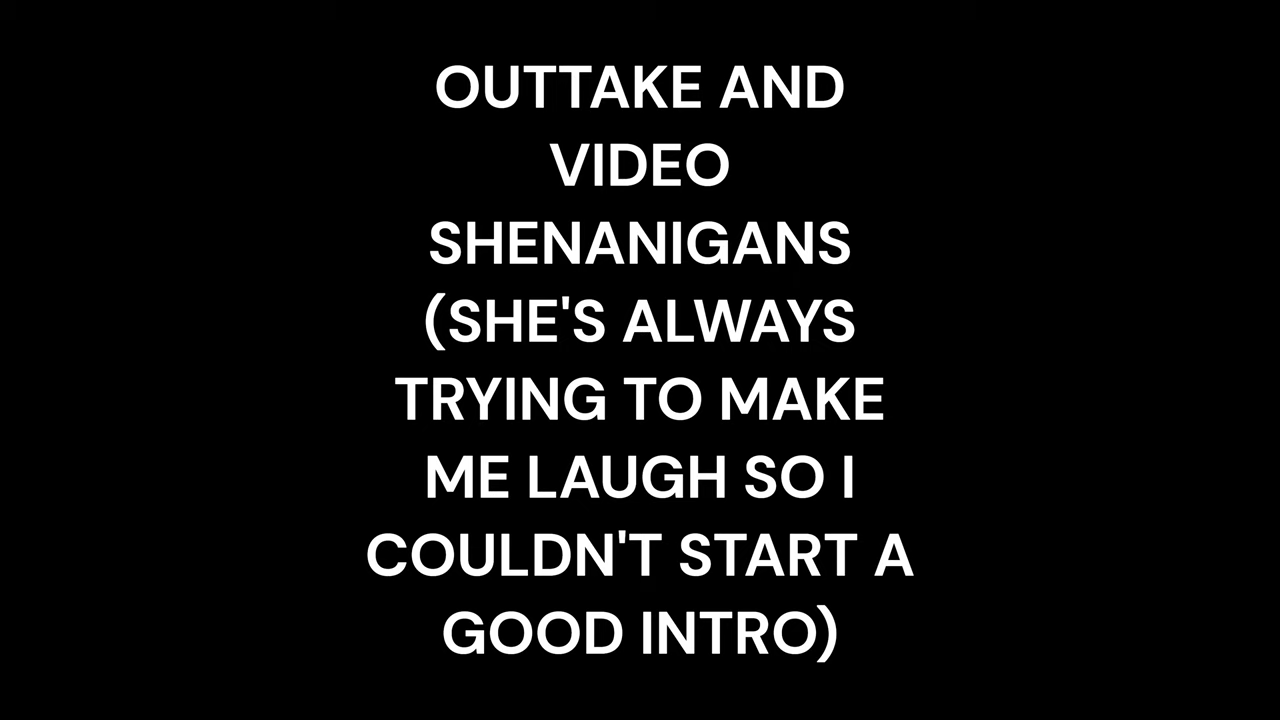 OUTTAKE AND
VIDEO
SHENANIGANS
(SHE'S ALWAYS
TRYING TO MAKE
ME LAUGH SO I
COULDN'T START A
GOOD INTRO)